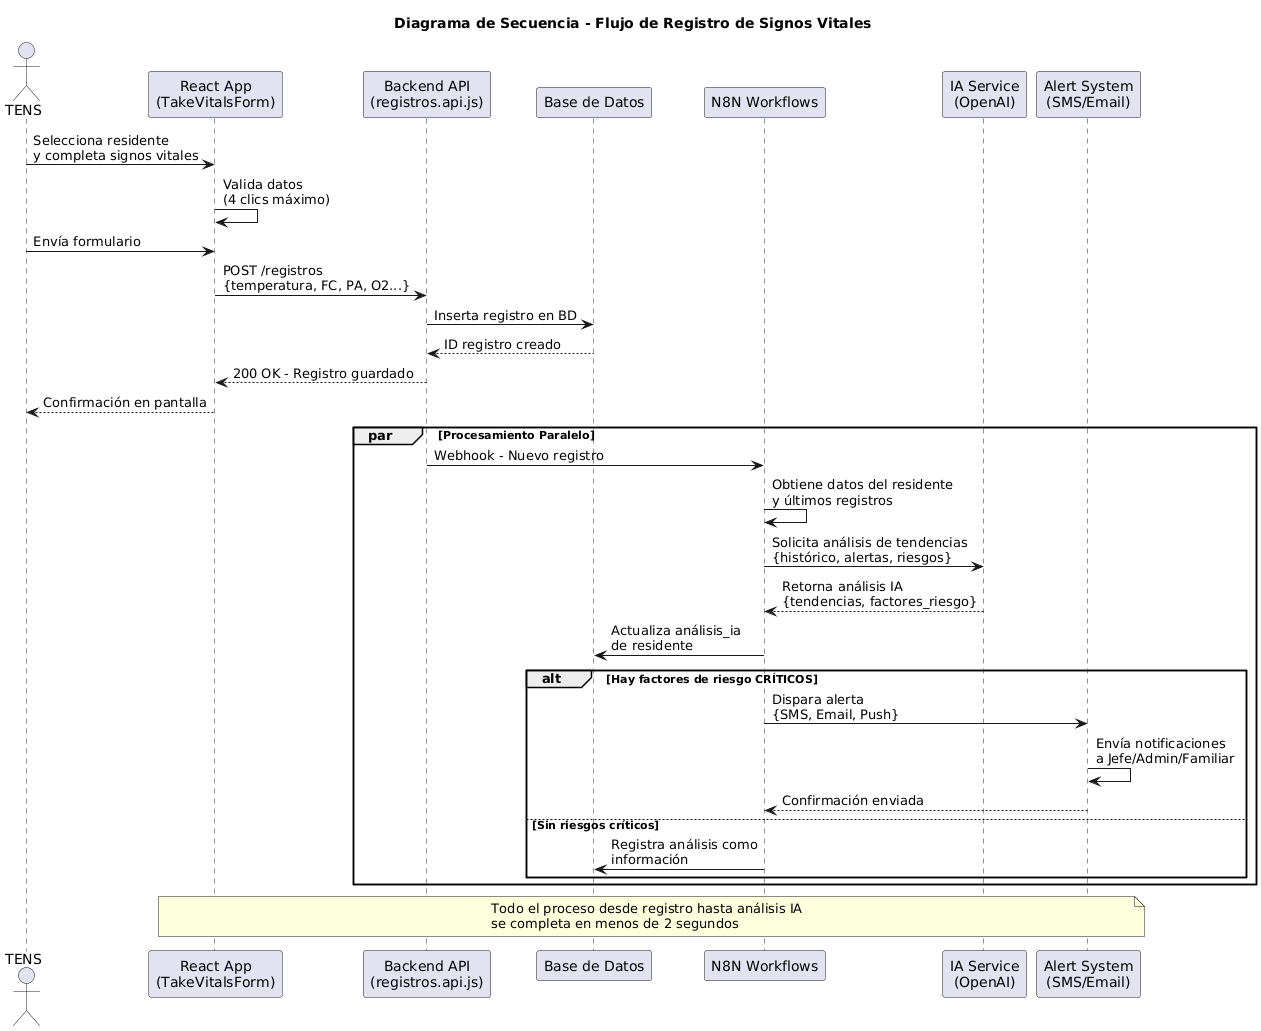 Diagrama de Secuencia - Flujo de Registro de Signos Vitales
TENS
React App
(TakeVitalsForm)
Backend API
(registros.api.js)
Base de Datos
N8N Workflows
IA Service
(OpenAI)
Alert System
(SMS/Email)
Selecciona residente
y completa signos vitales
Valida datos
(4 clics máximo)
Envía formulario
POST /registros
{temperatura, FC, PA, O2...}
Inserta registro en BD
ID registro creado
200 OK - Registro guardado
Confirmación en pantalla
par
[Procesamiento Paralelo]
Webhook - Nuevo registro
Obtiene datos del residente
y últimos registros
Solicita análisis de tendencias
{histórico, alertas, riesgos}
Retorna análisis IA
{tendencias, factores_riesgo}
Actualiza análisis_ia
de residente
alt
[Hay factores de riesgo CRÍTICOS]
Dispara alerta
{SMS, Email, Push}
Envía notificaciones
a Jefe/Admin/Familiar
Confirmación enviada
[Sin riesgos críticos]
Registra análisis como
información
Todo el proceso desde registro hasta análisis IA
se completa en menos de 2 segundos
TENS
React App
(TakeVitalsForm)
Backend API
(registros.api.js)
Base de Datos
N8N Workflows
IA Service
(OpenAI)
Alert System
(SMS/Email)